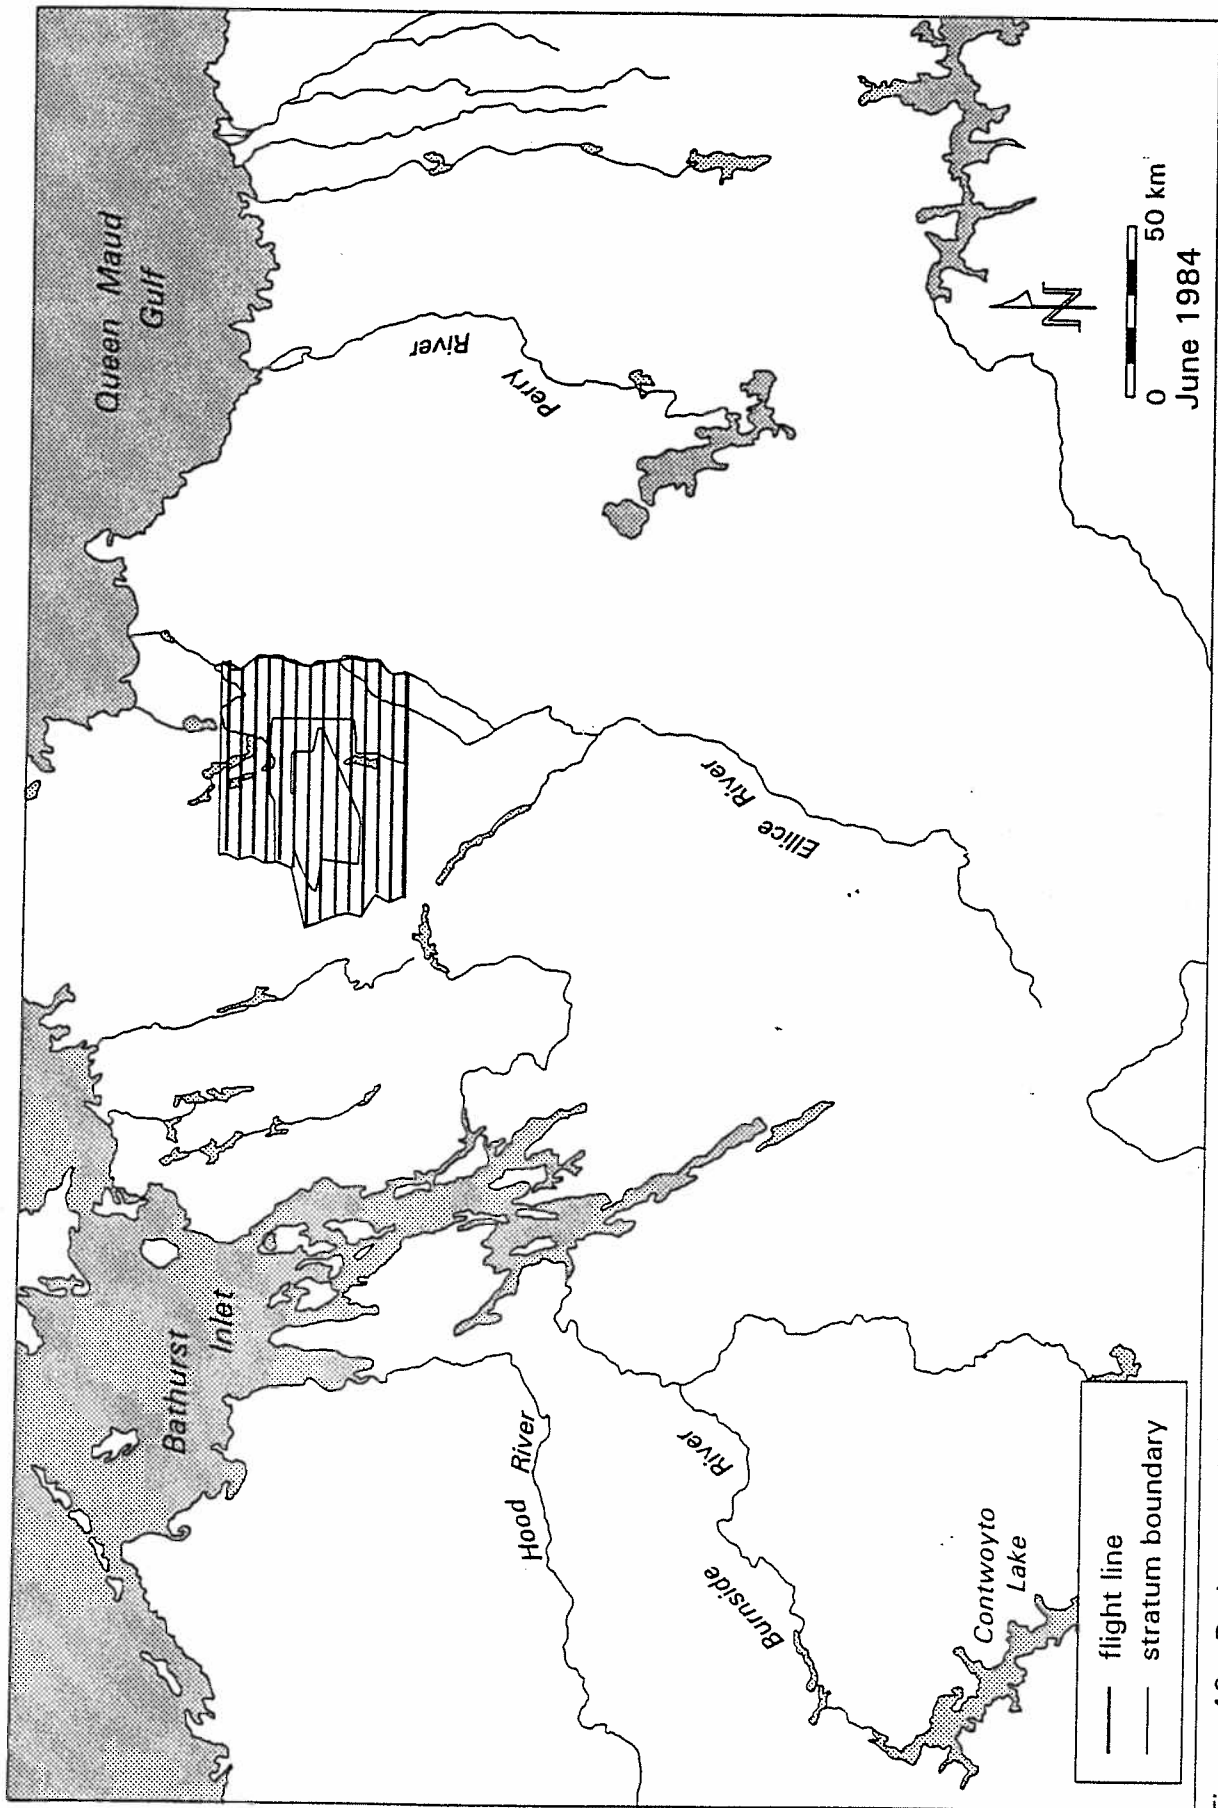 Queen Maud
Gulf
Bathurst
Inlet
Perry
River
Ellice River
Hood River
Burnside
River
Contwoyto
Lake
N
0 50 km
June 1984
flight line
stratum boundary